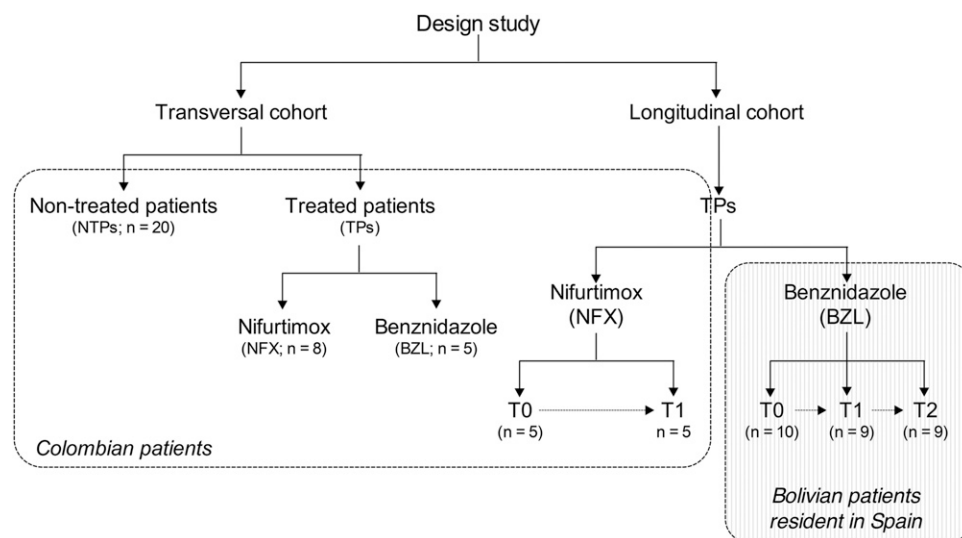 Design study
Transversal cohort
Longitudinal cohort
Non-treated patients
(NTPs; n = 20)
Treated patients
(TPs)
TPs
Nifurtimox
(NFX; n = 8)
Benznidazole
(BZL; n = 5)
Nifurtimox
(NFX)
Benznidazole
(BZL)
T0
(n = 5)
T1
n = 5)
T0
(n = 10)
T1
(n = 9)
T2
(n = 9)
Colombian patients
Bolivian patients
resident in Spain